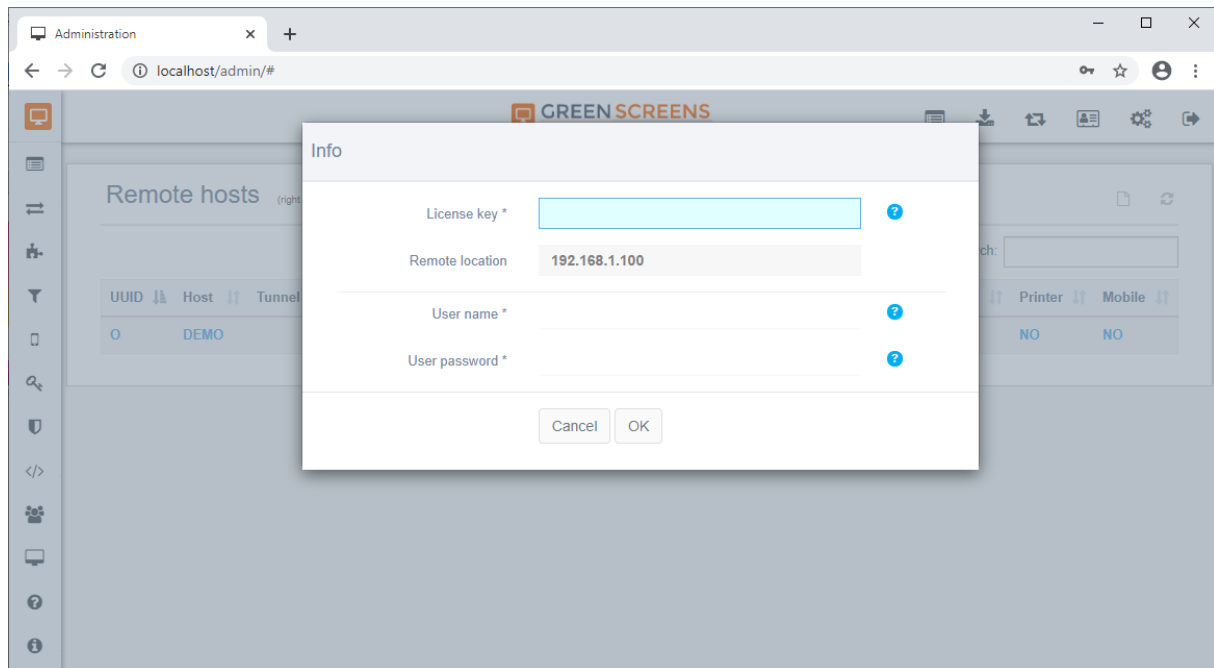 Administration
localhost/admin/#
GREEN SCREENS
Info
Remote hosts (right
License key *
Remote location 192.168.1.100
ch:
UUID Host Tunnel Printer Mobile
User name *
O DEMO NO NO
User password *
Cancel OK